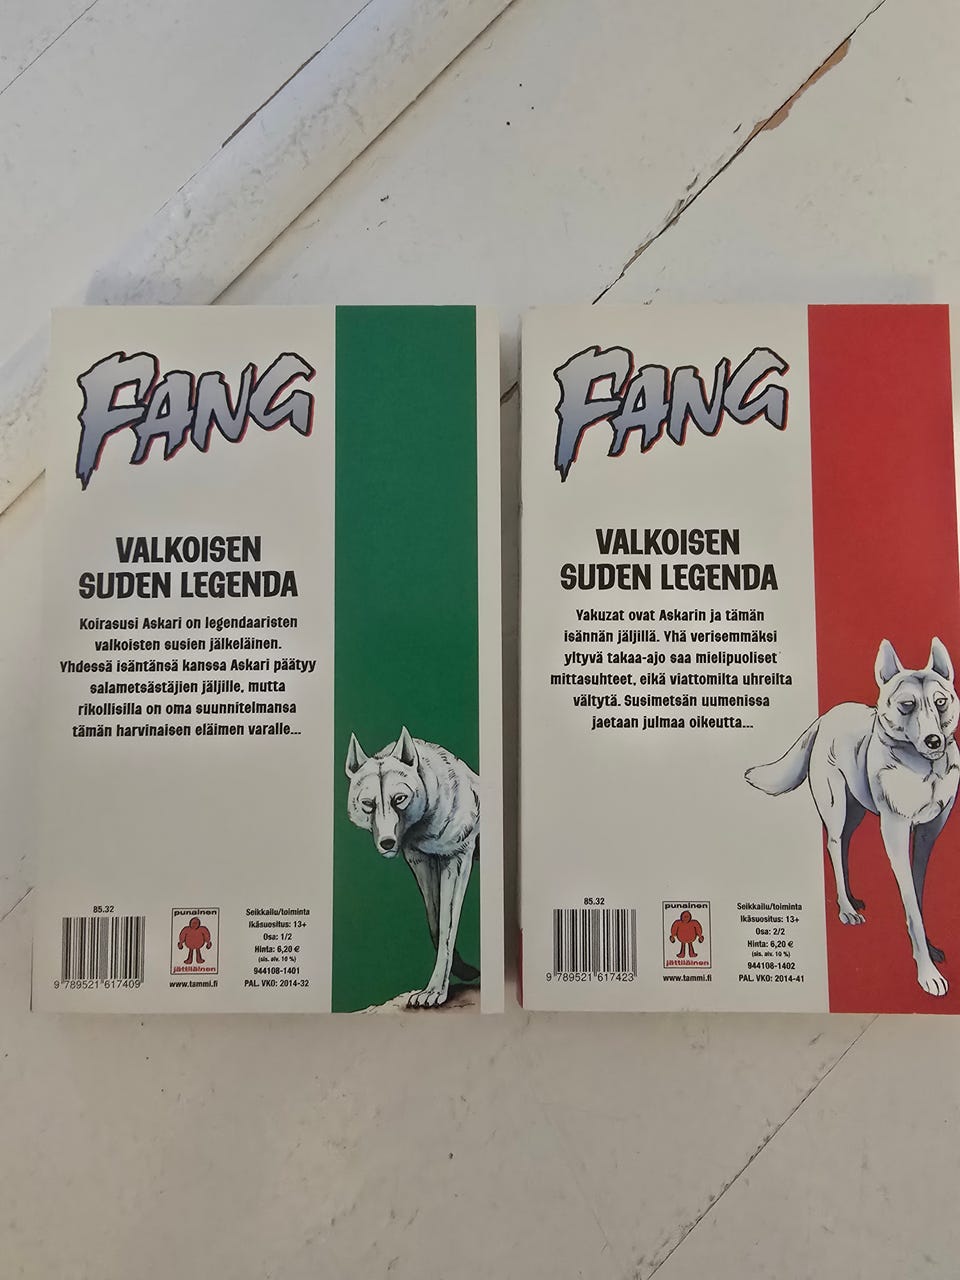 FANG
VALKOISEN
SUDEN LEGENDA
Koirasusi Askari on legendaaristen
valkoisten susien jälkeläinen.
Yhdessä isäntänsä kanssa Askari päätyy
salametsästäjien jäljille, mutta
rikollisilla on oma suunnitelmansa
tämän harvinaisen eläimen varalle...
85.32
9 789521 617409
punainen
jättiläinen
www.tammi.fi
Seikkailu/toiminta
Ikäsuositus: 13+
Osa: 1/2
Hinta: 6,20 €
(sis. alv. 10 %)
944108-1401
PAL. VKO: 2014-32
FANG
VALKOISEN
SUDEN LEGENDA
Yakuzat ovat Askarin ja tämän
isännän jäljillä. Yhä verisemmäksi
yltyvä takaa-ajo saa mielipuoliset
mittasuhteet, eikä viattomilta uhreilta
vältytä. Susimetsän uumenissa
jaetaan julmaa oikeutta...
85.32
9 789521 617423
punainen
jättiläinen
www.tammi.fi
Seikkailu/toiminta
Ikäsuositus: 13+
Osa: 2/2
Hinta: 6,20 €
(sis. alv. 10 %)
944108-1402
PAL. VKO: 2014-41